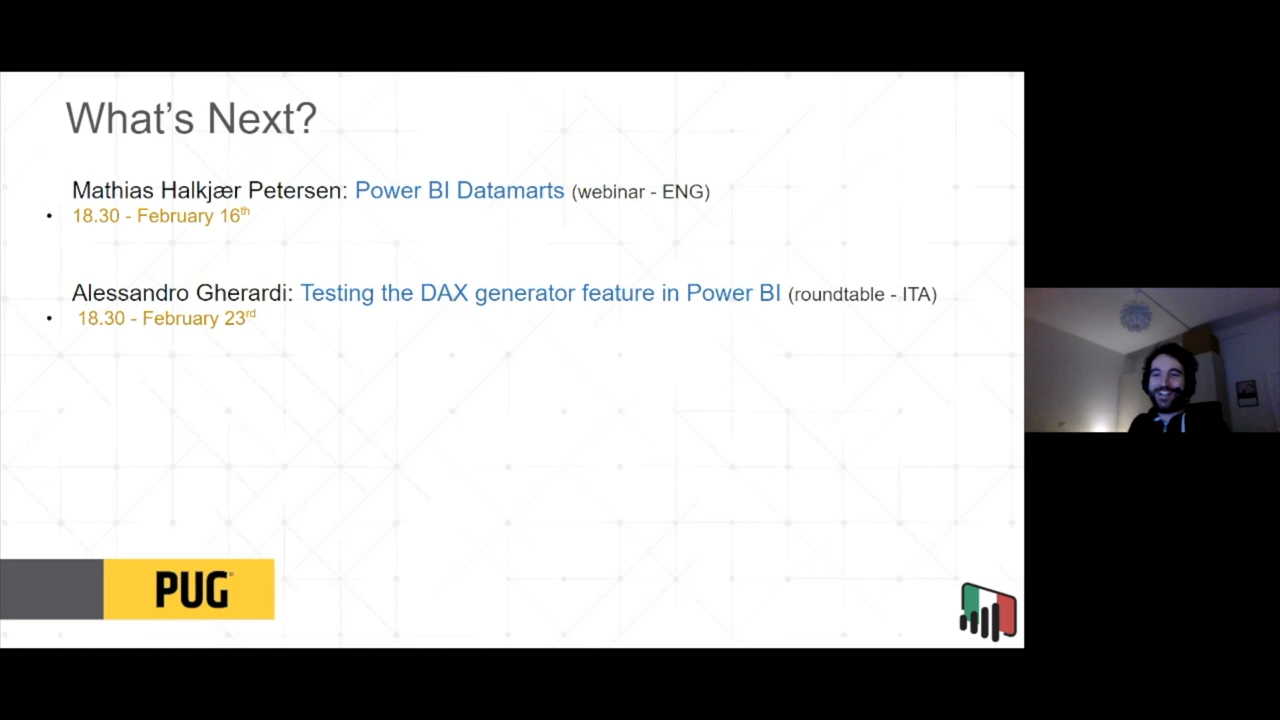 What's Next?
Mathias Halkjær Petersen: Power BI Datamarts (webinar - ENG)
• 18.30 - February 16th
Alessandro Gherardi: Testing the DAX generator feature in Power BI (roundtable - ITA)
• 18.30 - February 23rd
PUG